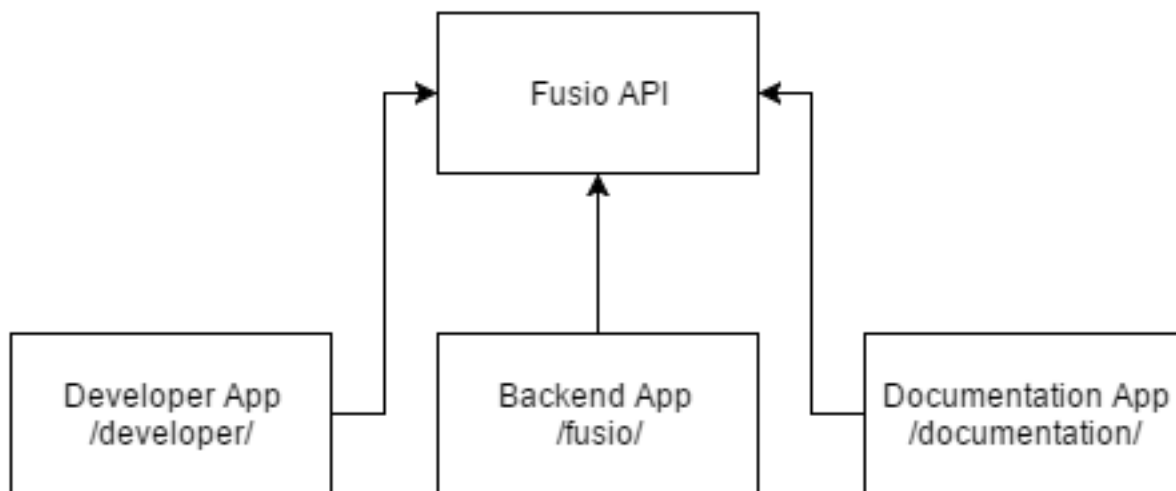 Fusio API
Developer App
/developer/
Backend App
/fusio/
Documentation App
/documentation/